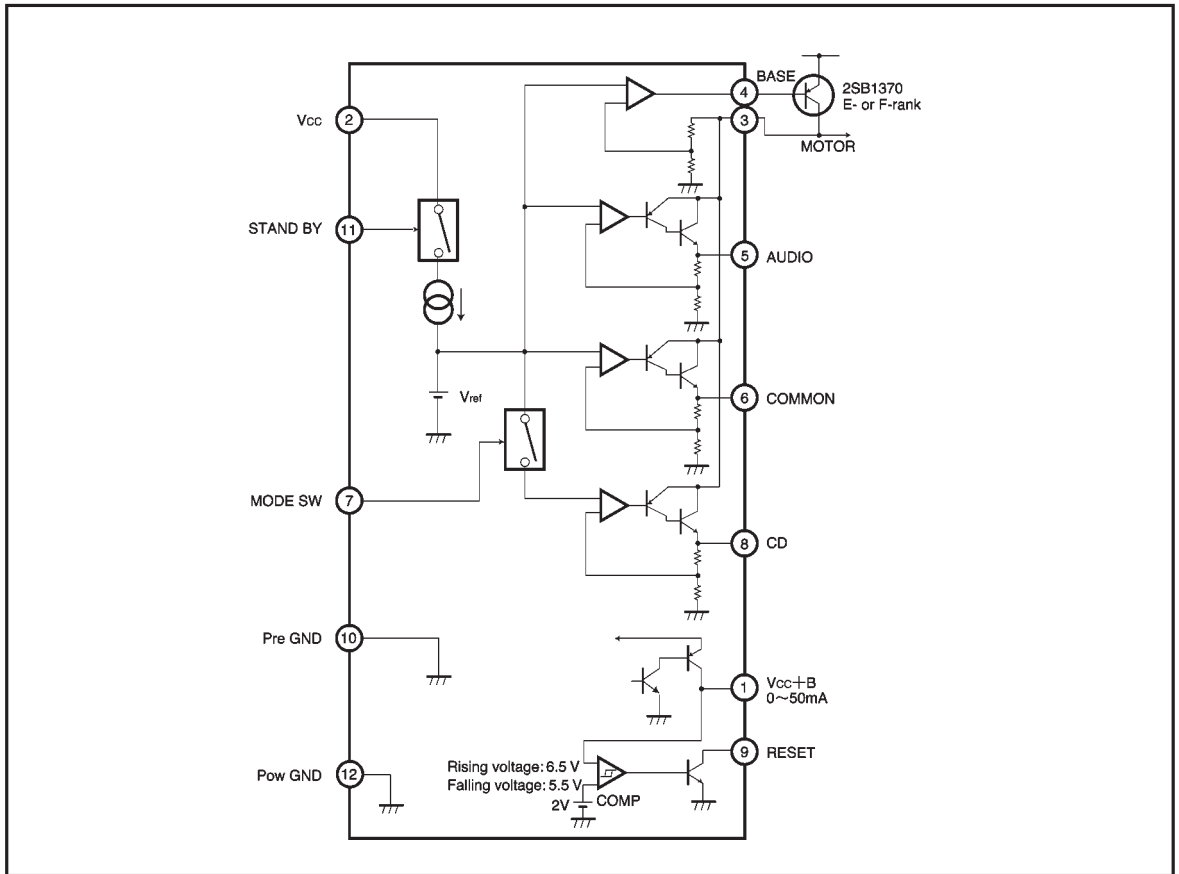 BASE
4
2SB1370
E- or F-rank
Vcc
2
3
MOTOR
STAND BY
11
5
AUDIO
Vref
6
COMMON
MODE SW
7
8
CD
Pre GND
10
1
Vcc+B
0~50mA
9
RESET
Rising voltage: 6.5 V
Falling voltage: 5.5 V
2V
COMP
Pow GND
12